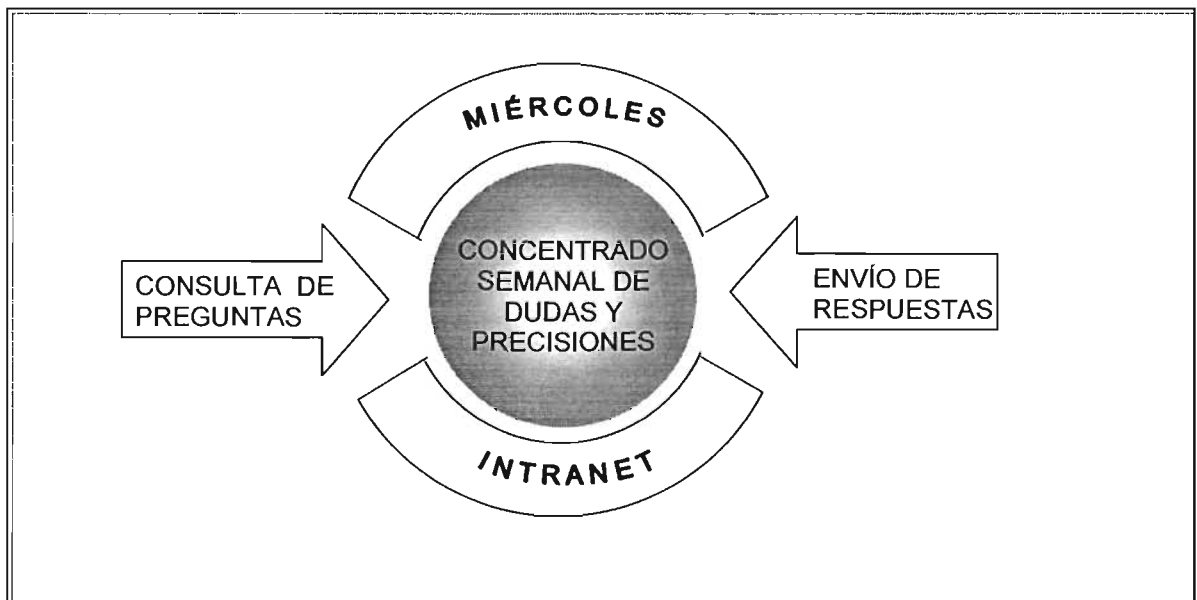 MIÉRCOLES
CONCENTRADO
SEMANAL DE
DUDAS Y
PRECISIONES
CONSULTA DE
PREGUNTAS
ENVÍO DE
RESPUESTAS
INTRANET